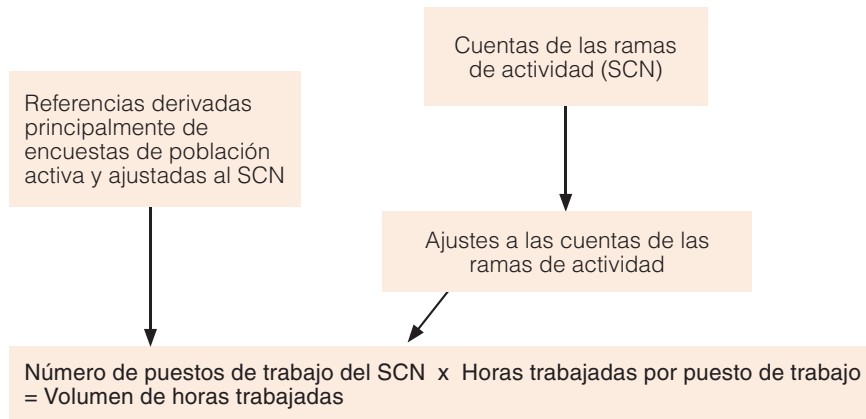 Cuentas de las ramas
de actividad (SCN)
Referencias derivadas
principalmente de
encuestas de población
activa y ajustadas al SCN
Ajustes a las cuentas de las
ramas de actividad
Número de puestos de trabajo del SCN x Horas trabajadas por puesto de trabajo
= Volumen de horas trabajadas